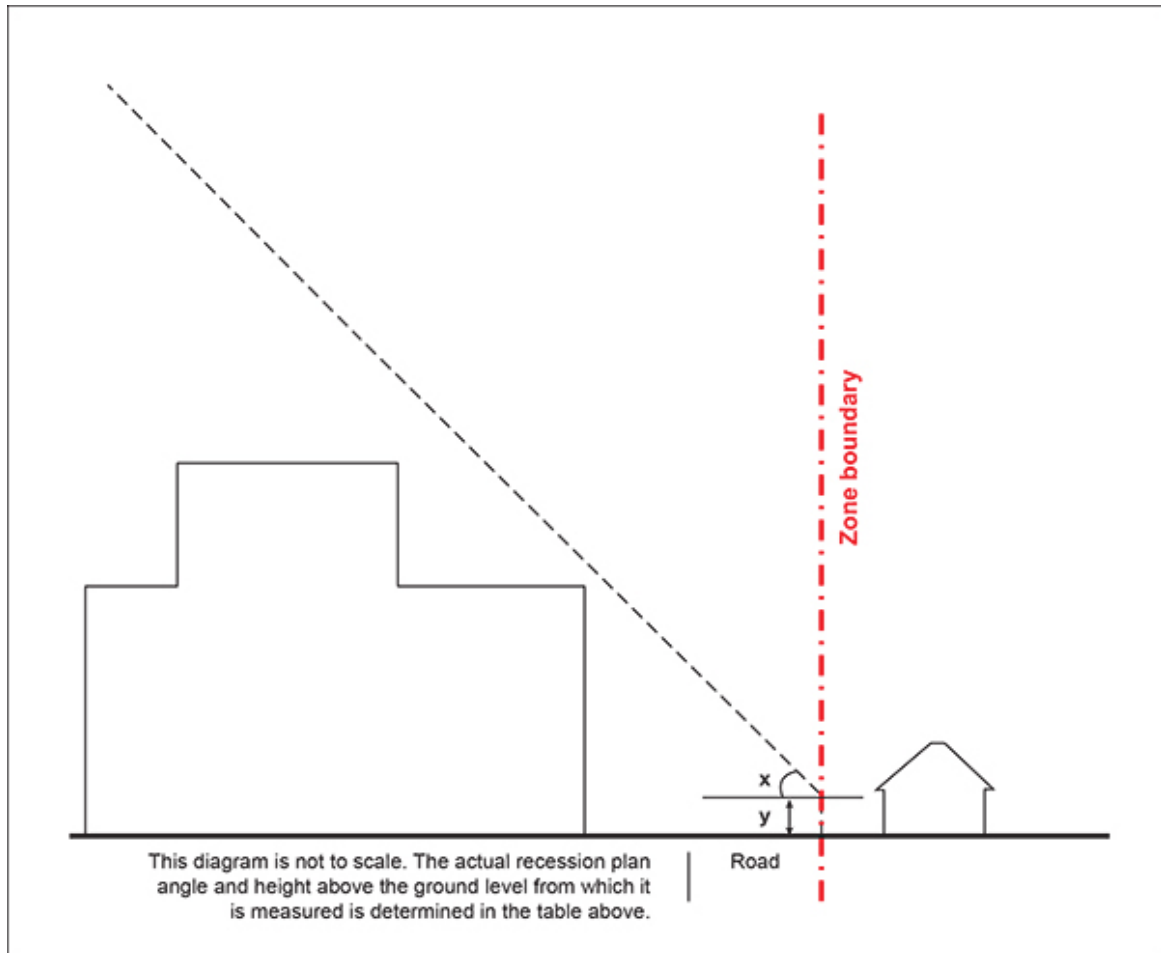 Zone boundary
x
y
This diagram is not to scale. The actual recession plan
angle and height above the ground level from which it
is measured is determined in the table above.
Road